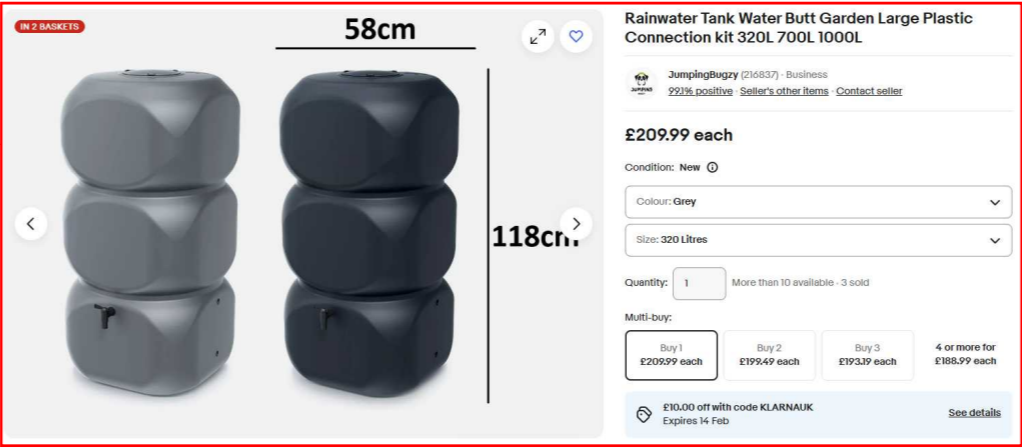 IN 2 BASKETS
58cm
118cm
Rainwater Tank Water Butt Garden Large Plastic
Connection kit 320L 700L 1000L
JumpingBugzy (216837) · Business
99.1% positive · Seller's other items · Contact seller
£209.99 each
Condition: New
Colour: Grey
Size: 320 Litres
Quantity: 1 More than 10 available · 3 sold
Multi-buy:
Buy 1
£209.99 each
Buy 2
£199.49 each
Buy 3
£193.19 each
4 or more for
£188.99 each
£10.00 off with code KLARNAUK
Expires 14 Feb
See details